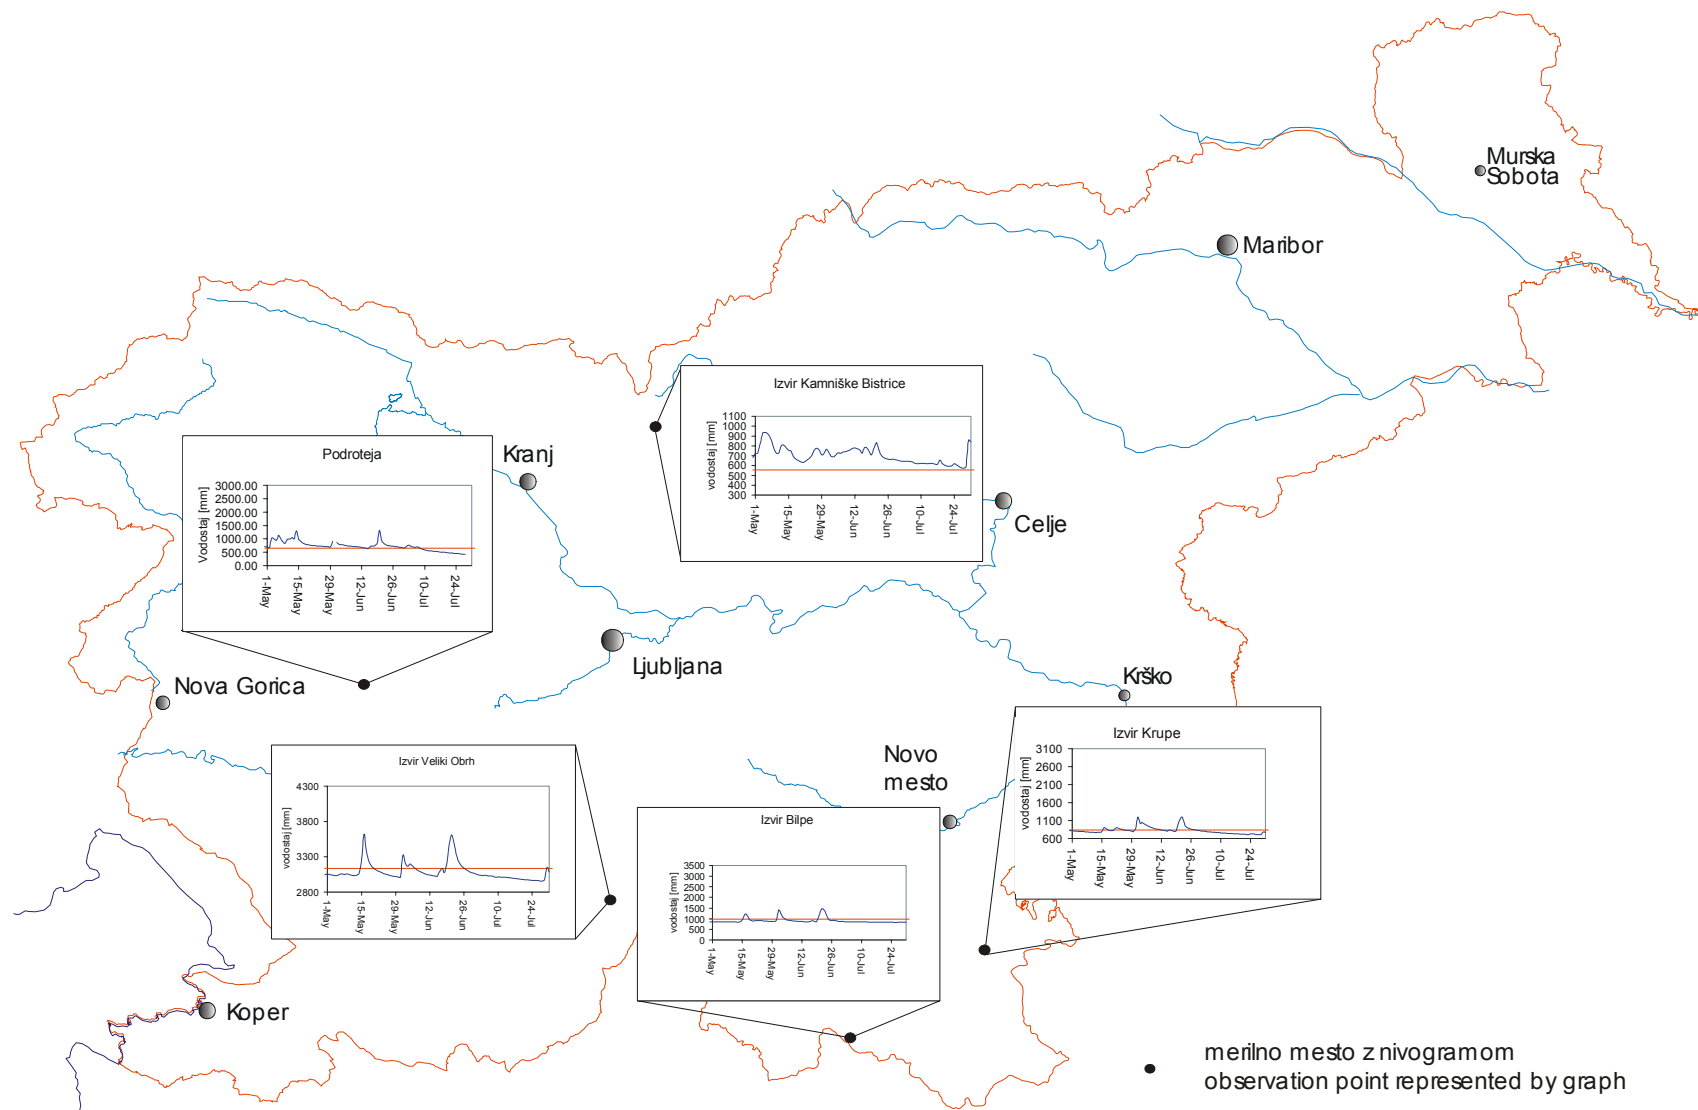 Murska
Sobota
Maribor
Izvir Kamniške Bistrice
vodostaj [mm]
1100
1000
900
800
700
600
500
400
300
1-May
15-May
29-May
12-Jun
26-Jun
10-Jul
24-Jul
Kranj
Podroteja
Vodostaj [mm]
3000.00
2500.00
2000.00
1500.00
1000.00
500.00
0.00
1-May
15-May
29-May
12-Jun
26-Jun
10-Jul
24-Jul
Celje
Ljubljana
Nova Gorica
Krško
Izvir Krupe
vodostaj [mm]
3100
2600
2100
1600
1100
600
1-May
15-May
29-May
12-Jun
26-Jun
10-Jul
24-Jul
Novo
mesto
Izvir Veliki Obrh
vodostaj
[mm]
4300
3800
3300
2800
1-May
15-May
29-May
12-Jun
26-Jun
10-Jul
24-Jul
Izvir Bilpe
vodostaj
[mm]
3500
3000
2500
2000
1500
1000
500
0
1-May
15-May
29-May
12-Jun
26-Jun
10-Jul
24-Jul
Koper
merilno mesto z nivogramom
observation point represented by graph